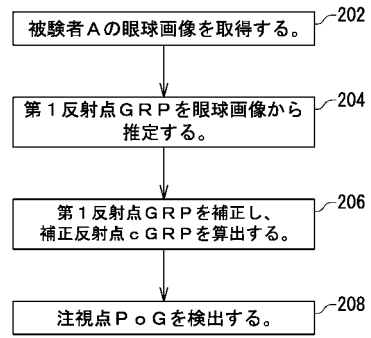 被験者Aの眼球画像を取得する。
202
第1反射点GRPを眼球画像から
推定する。
204
第1反射点GRPを補正し、
補正反射点cGRPを算出する。
206
注視点PoGを検出する。
208